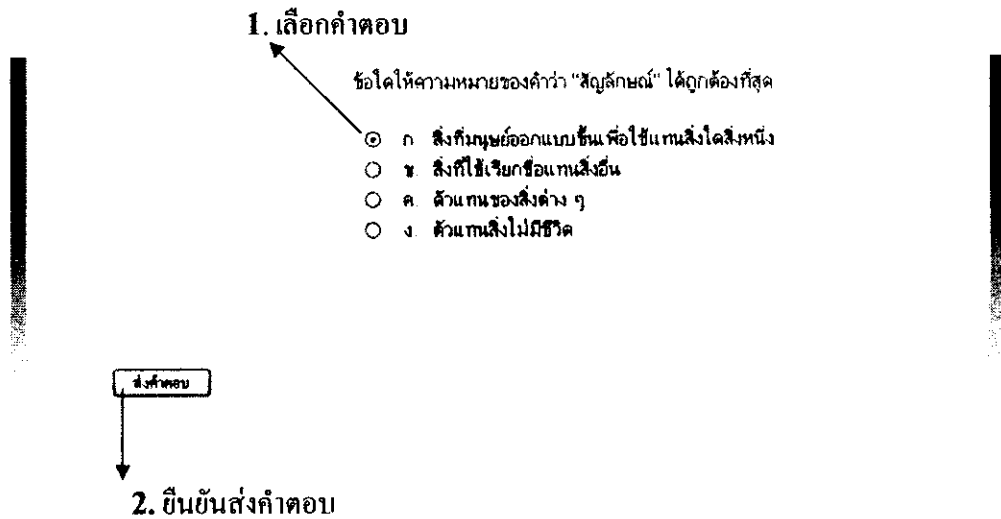 1. เลือกคำตอบ
ข้อใดให้ความหมายของคำว่า "สัญลักษณ์" ได้ถูกต้องที่สุด
ก. สิ่งที่มนุษย์ออกแบบขึ้นเพื่อใช้แทนสิ่งใดสิ่งหนึ่ง
ข. สิ่งที่ใช้เรียกชื่อแทนสิ่งอื่น
ค. ตัวแทนของสิ่งต่าง ๆ
ง. ตัวแทนสิ่งไม่มีชีวิต
ส่งคำตอบ
2. ยืนยันส่งคำตอบ